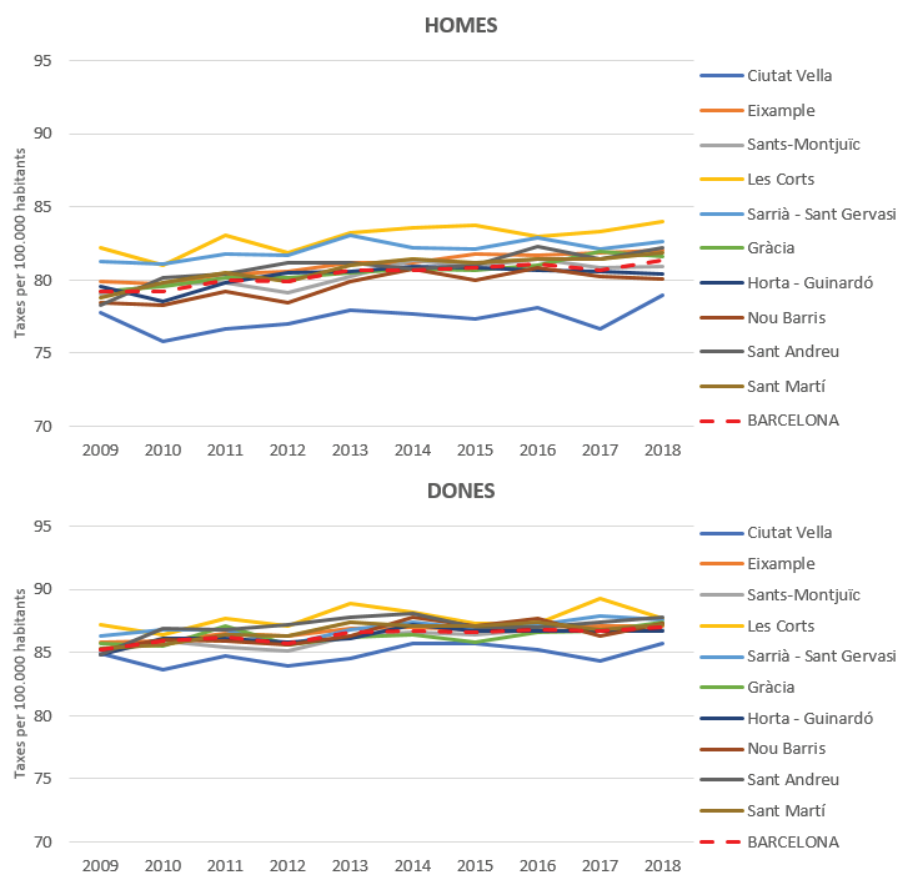 HOMES
Taxes per 100.000 habitants
95
90
85
80
75
70
2009 2010 2011 2012 2013 2014 2015 2016 2017 2018
Ciutat Vella
Eixample
Sants-Montjuïc
Les Corts
Sarrià - Sant Gervasi
Gràcia
Horta - Guinardó
Nou Barris
Sant Andreu
Sant Martí
BARCELONA
DONES
Taxes per 100.000 habitants
95
90
85
80
75
70
2009 2010 2011 2012 2013 2014 2015 2016 2017 2018
Ciutat Vella
Eixample
Sants-Montjuïc
Les Corts
Sarrià - Sant Gervasi
Gràcia
Horta - Guinardó
Nou Barris
Sant Andreu
Sant Martí
BARCELONA